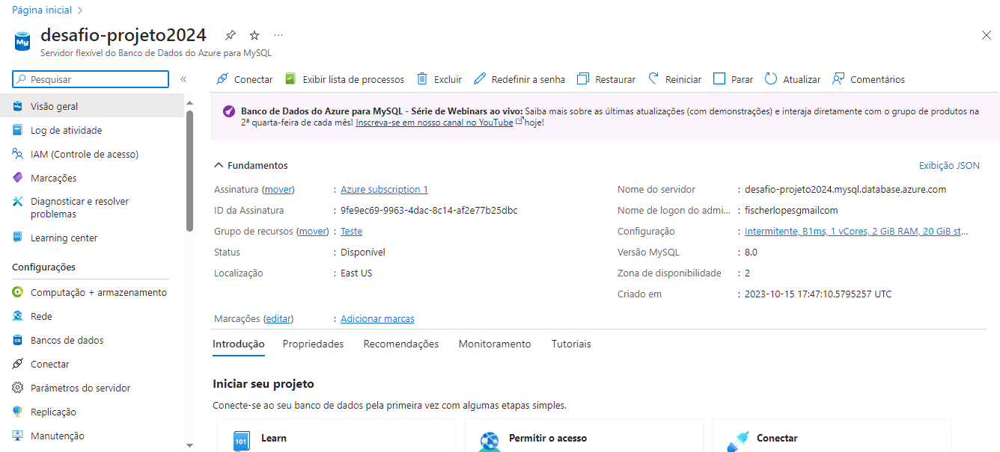 Página inicial
desafio-projeto2024
Servidor flexível do Banco de Dados do Azure para MySQL
Pesquisar
Visão geral
Log de atividade
IAM (Controle de acesso)
Marcações
Diagnosticar e resolver
problemas
Learning center
Configurações
Computação + armazenamento
Rede
Bancos de dados
Conectar
Parâmetros do servidor
Replicação
Manutenção
Conectar Exibir lista de processos Excluir Redefinir a senha Restaurar Reiniciar Parar Atualizar Comentários
Banco de Dados do Azure para MySQL - Série de Webinars ao vivo: Saiba mais sobre as últimas atualizações (com demonstrações) e interaja diretamente com o grupo de produtos na
2ª quarta-feira de cada mês! Inscreva-se em nosso canal no YouTube hoje!
Fundamentos Exibição JSON
Assinatura (mover) : Azure subscription 1
ID da Assinatura : 9fe9ec69-9963-4dac-8c14-af2e77b25dbc
Grupo de recursos (mover) : Teste
Status : Disponível
Localização : East US
Nome do servidor : desafio-projeto2024.mysql.database.azure.com
Nome de logon do admi... : fischerlopesgmailcom
Configuração : Intermitente, B1ms, 1 vCores, 2 GiB RAM, 20 GiB st...
Versão MySQL : 8.0
Zona de disponibilidade : 2
Criado em : 2023-10-15 17:47:10.5795257 UTC
Marcações (editar) : Adicionar marcas
Introdução Propriedades Recomendações Monitoramento Tutoriais
Iniciar seu projeto
Conecte-se ao seu banco de dados pela primeira vez com algumas etapas simples.
Learn Permitir o acesso Conectar